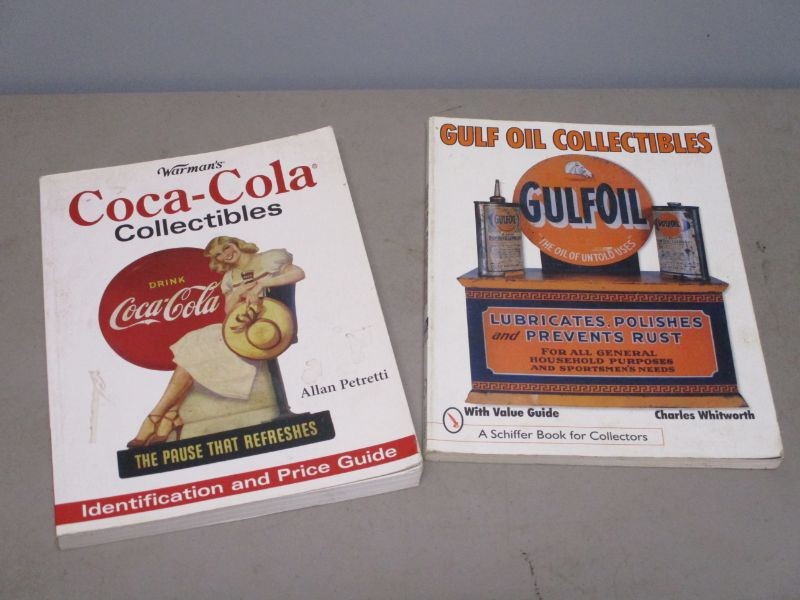 Warman's
Coca-Cola®
Collectibles
DRINK
Coca-Cola
Allan Petretti
THE PAUSE THAT REFRESHES
Identification and Price Guide
GULF OIL COLLECTIBLES
GULFOIL
"THE OIL OF UNTOLD USES"
GULFOIL
LUBRICATES, POLISHES
and PREVENTS RUST
FOR ALL GENERAL
HOUSEHOLD PURPOSES
AND SPORTSMEN'S NEEDS
With Value Guide
Charles Whitworth
A Schiffer Book for Collectors